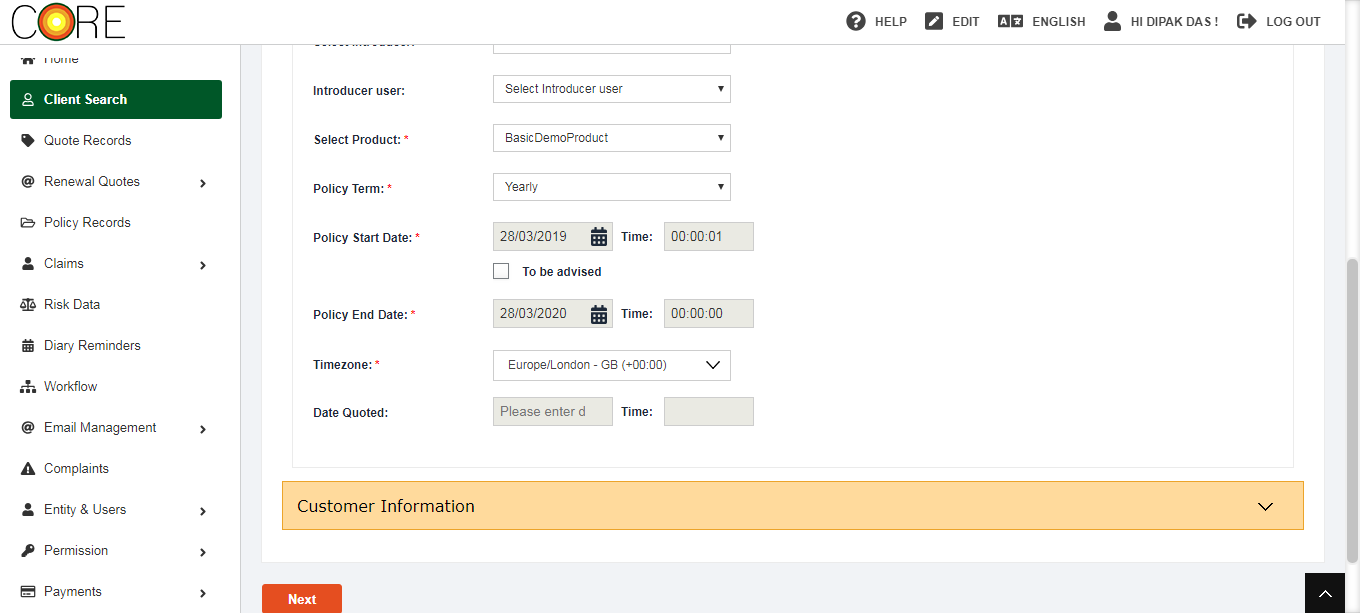 CORE
HELP
EDIT
ENGLISH
HI DIPAK DAS !
LOG OUT
Home
Client Search
Quote Records
Renewal Quotes
Policy Records
Claims
Risk Data
Diary Reminders
Workflow
Email Management
Complaints
Entity & Users
Permission
Payments
Select Introducer:
Introducer user: Select Introducer user
Select Product: * BasicDemoProduct
Policy Term: * Yearly
Policy Start Date: * 28/03/2019 Time: 00:00:01
To be advised
Policy End Date: * 28/03/2020 Time: 00:00:00
Timezone: * Europe/London - GB (+00:00)
Date Quoted: Please enter d Time:
Customer Information
Next